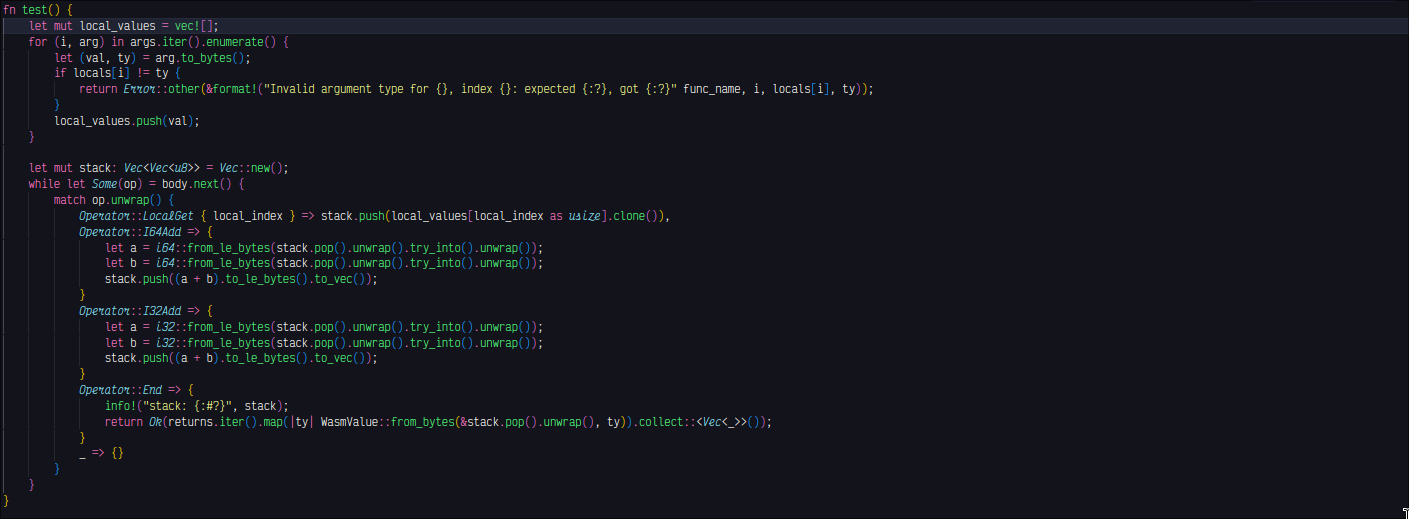 fn test() {
    let mut local_values = vec![];
    for (i, arg) in args.iter().enumerate() {
        let (val, ty) = arg.to_bytes();
        if locals[i] != ty {
            return Error::other(&format!("Invalid argument type for {}, index {}: expected {:?}, got {:?}" func_name, i, locals[i], ty));
        }
        local_values.push(val);
    }

    let mut stack: Vec<Vec<u8>> = Vec::new();
    while let Some(op) = body.next() {
        match op.unwrap() {
            Operator::LocalGet { local_index } => stack.push(local_values[local_index as usize].clone()),
            Operator::I64Add => {
                let a = i64::from_le_bytes(stack.pop().unwrap().try_into().unwrap());
                let b = i64::from_le_bytes(stack.pop().unwrap().try_into().unwrap());
                stack.push((a + b).to_le_bytes().to_vec());
            }
            Operator::I32Add => {
                let a = i32::from_le_bytes(stack.pop().unwrap().try_into().unwrap());
                let b = i32::from_le_bytes(stack.pop().unwrap().try_into().unwrap());
                stack.push((a + b).to_le_bytes().to_vec());
            }
            Operator::End => {
                info!("stack: {:#?}", stack);
                return Ok(returns.iter().map(|ty| WasmValue::from_bytes(&stack.pop().unwrap(), ty)).collect::<Vec<_>>());
            }
            _ => {}
        }
    }
}